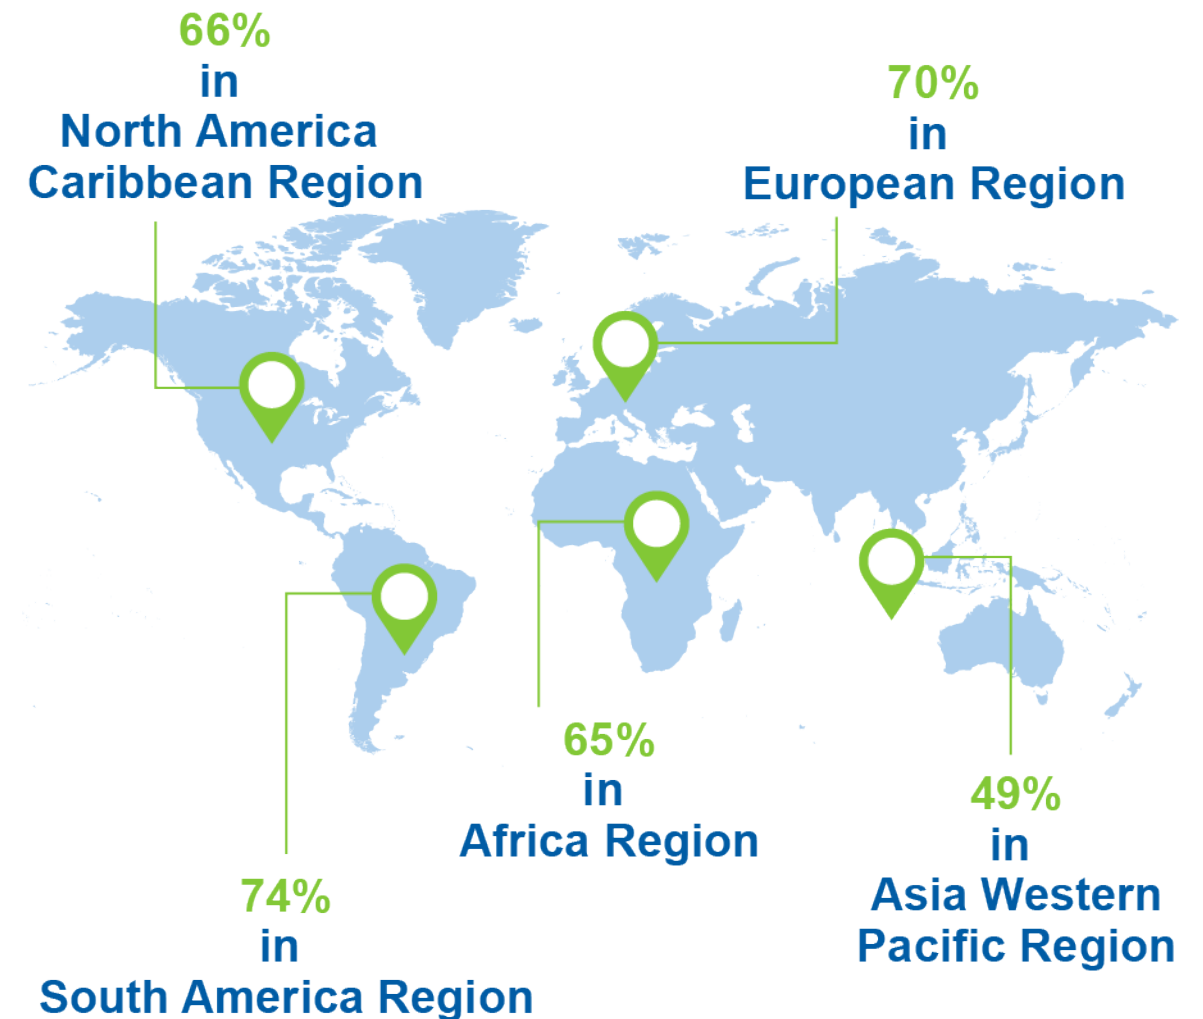 66%
in
North America
Caribbean Region
70%
in
European Region
65%
in
Africa Region
49%
in
Asia Western
Pacific Region
74%
in
South America Region